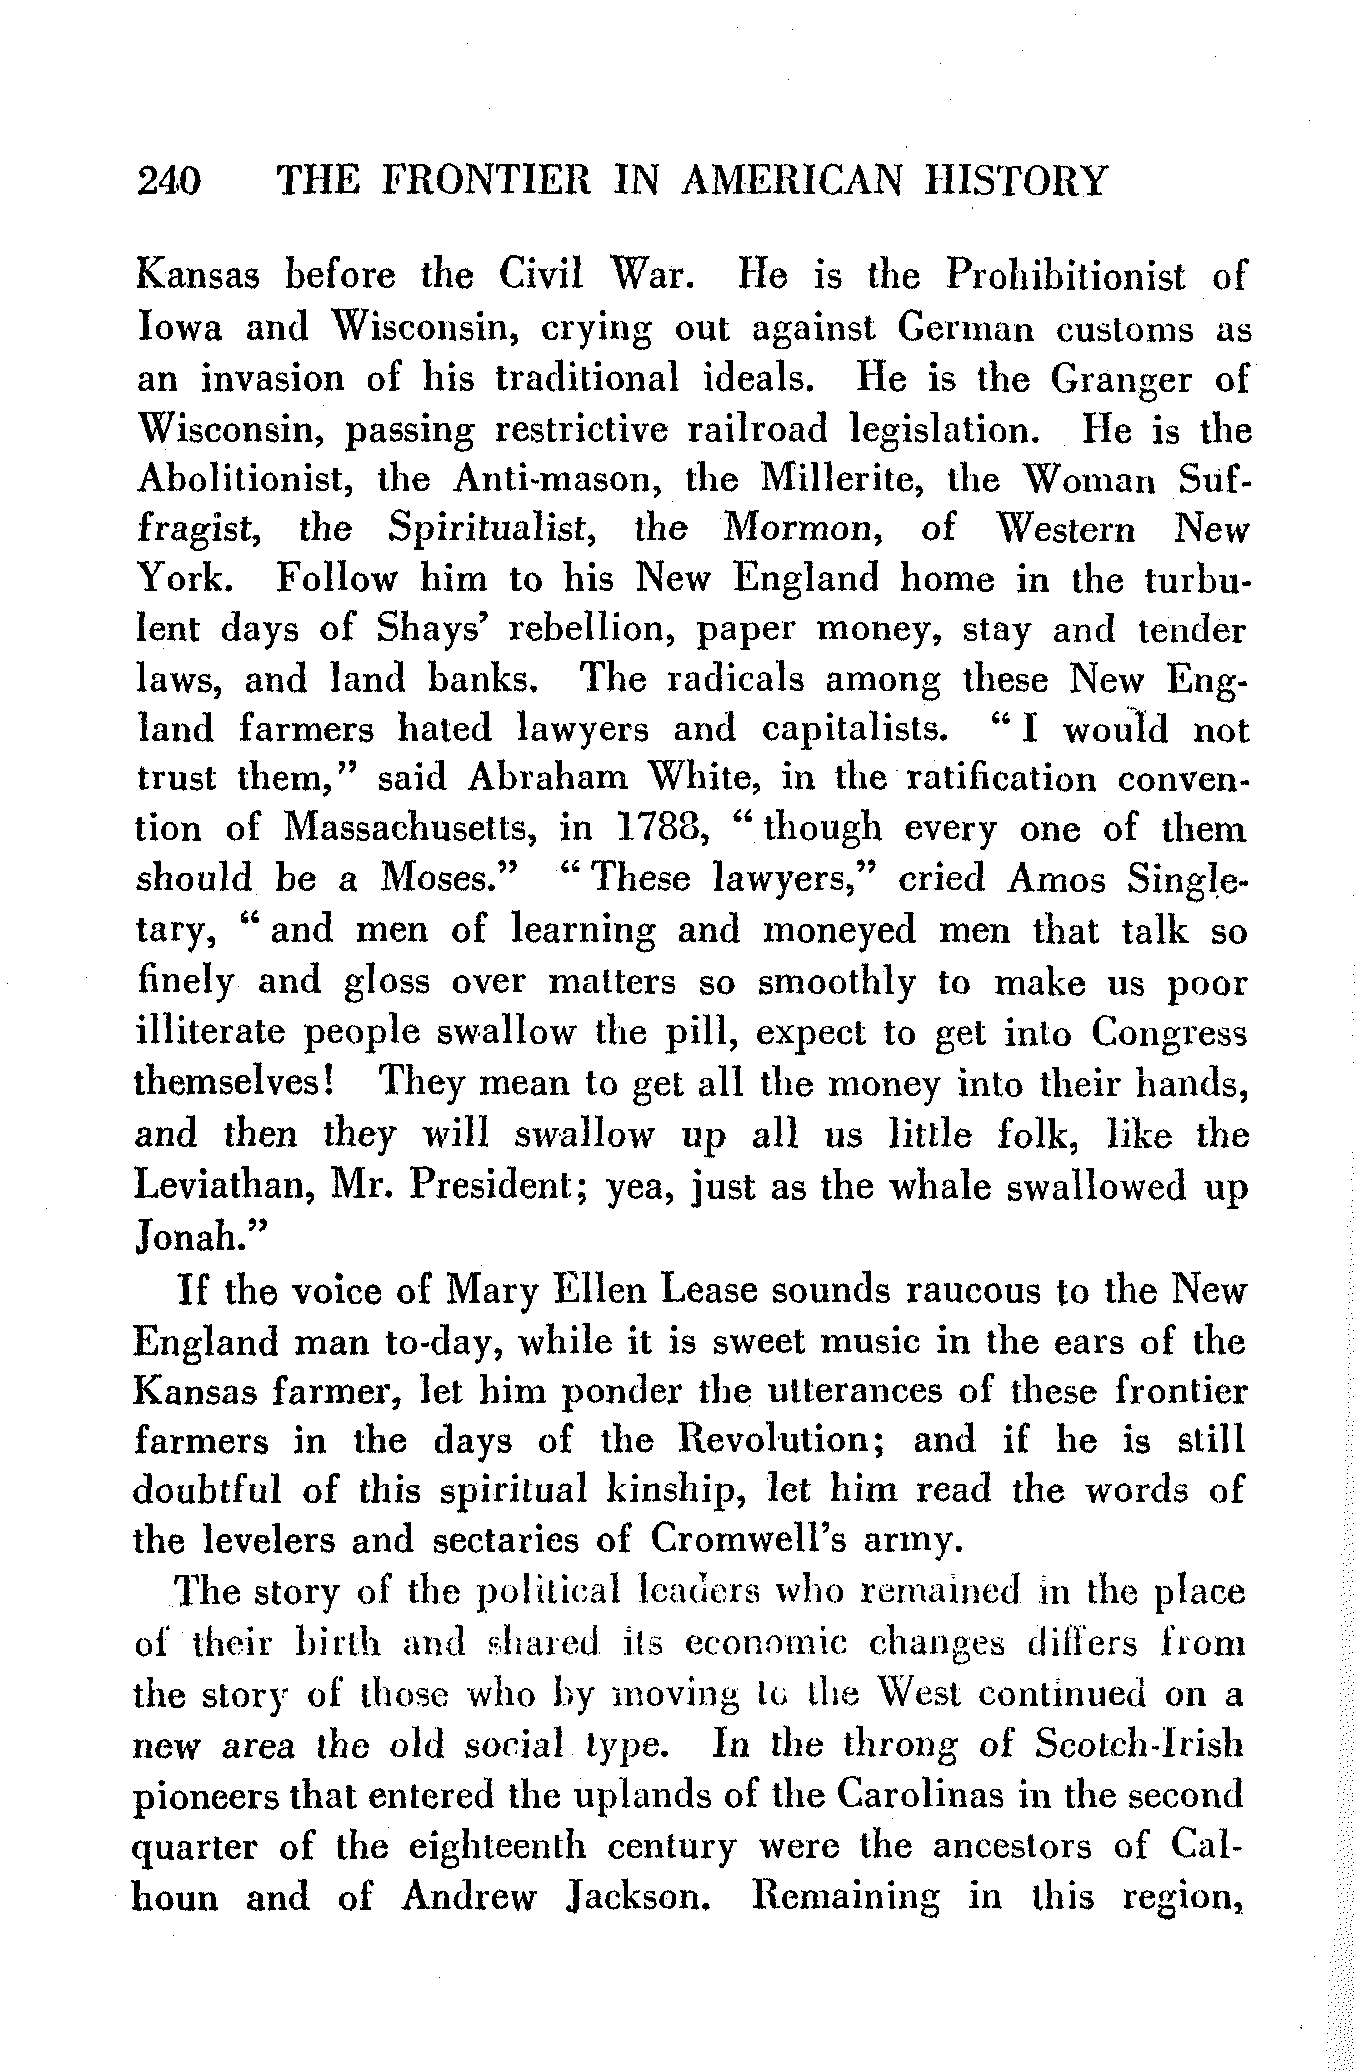 240 THE FRONTIER IN AMERICAN HISTORY
Kansas before the Civil War. He is the Prohibitionist of
Iowa and Wisconsin, crying out against German customs as
an invasion of his traditional ideals. He is the Granger of
Wisconsin, passing restrictive railroad legislation. He is the
Abolitionist, the Anti-mason, the Millerite, the Woman Suf-
fragist, the Spiritualist, the Mormon, of Western New
York. Follow him to his New England home in the turbu-
lent days of Shays' rebellion, paper money, stay and tender
laws, and land banks. The radicals among these New Eng-
land farmers hated lawyers and capitalists. " I would not
trust them," said Abraham White, in the ratification conven-
tion of Massachusetts, in 1788, " though every one of them
should be a Moses." " These lawyers," cried Amos Single-
tary, " and men of learning and moneyed men that talk so
finely and gloss over matters so smoothly to make us poor
illiterate people swallow the pill, expect to get into Congress
themselves! They mean to get all the money into their hands,
and then they will swallow up all us little folk, like the
Leviathan, Mr. President; yea, just as the whale swallowed up
Jonah."
If the voice of Mary Ellen Lease sounds raucous to the New
England man to-day, while it is sweet music in the ears of the
Kansas farmer, let him ponder the utterances of these frontier
farmers in the days of the Revolution; and if he is still
doubtful of this spiritual kinship, let him read the words of
the levelers and sectaries of Cromwell's army.
The story of the political leaders who remained in the place
of their birth and shared its economic changes differs from
the story of those who by moving to the West continued on a
new area the old social type. In the throng of Scotch-Irish
pioneers that entered the uplands of the Carolinas in the second
quarter of the eighteenth century were the ancestors of Cal-
houn and of Andrew Jackson. Remaining in this region,